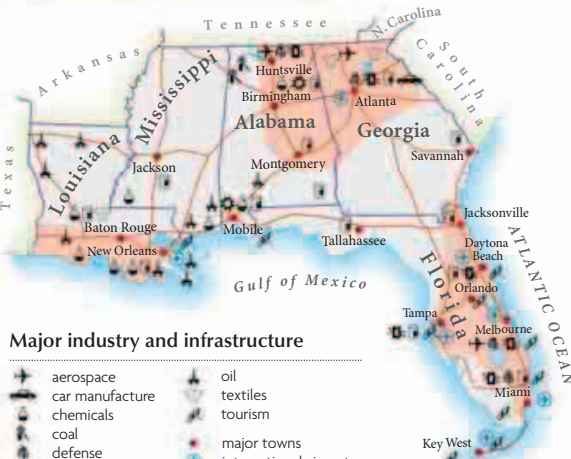 Tennessee
N. Carolina
South
Carolina
Arkansas
Mississippi
Huntsville
Birmingham
Atlanta
Alabama
Georgia
Louisiana
Texas
Jackson
Montgomery
Savannah
Baton Rouge
Mobile
Tallahassee
Jacksonville
New Orleans
Daytona
Beach
Gulf of Mexico
Florida
Orlando
ATLANTIC OCEAN
Tampa
Melbourne
Miami
Key West
Major industry and infrastructure
aerospace
car manufacture
chemicals
coal
defense
oil
textiles
tourism
major towns